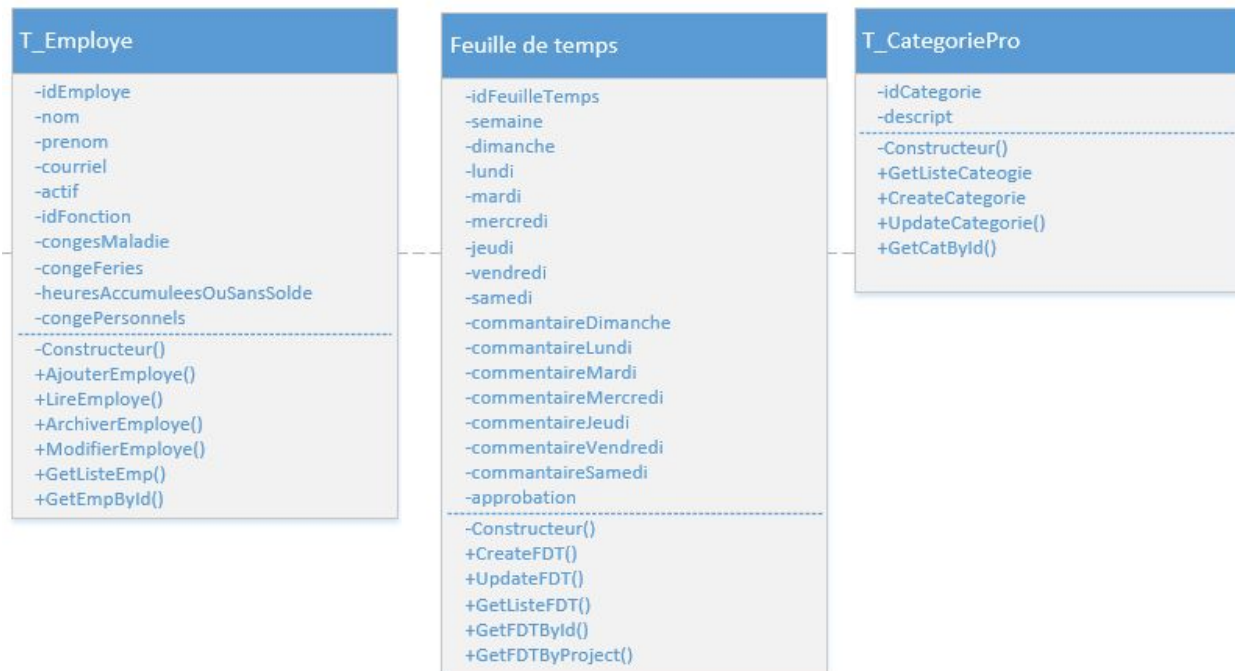 T_Employe
-idEmploye
-nom
-prenom
-courriel
-actif
-idFonction
-congesMaladie
-congeFeries
-heuresAccumuleesOuSansSolde
-congePersonnels
-Constructeur()
+AjouterEmploye()
+LireEmploye()
+ArchiverEmploye()
+ModifierEmploye()
+GetListeEmp()
+GetEmpById()
Feuille de temps
-idFeuilleTemps
-semaine
-dimanche
-lundi
-mardi
-mercredi
-jeudi
-vendredi
-samedi
-commantaireDimanche
-commantaireLundi
-commentaireMardi
-commentaireMercredi
-commentaireJeudi
-commentaireVendredi
-commantaireSamedi
-approbation
-Constructeur()
+CreateFDT()
+UpdateFDT()
+GetListeFDT()
+GetFDTById()
+GetFDTByProject()
T_CategoriePro
-idCategorie
-descript
-Constructeur()
+GetListeCateogie
+CreateCategorie
+UpdateCategorie()
+GetCatById()